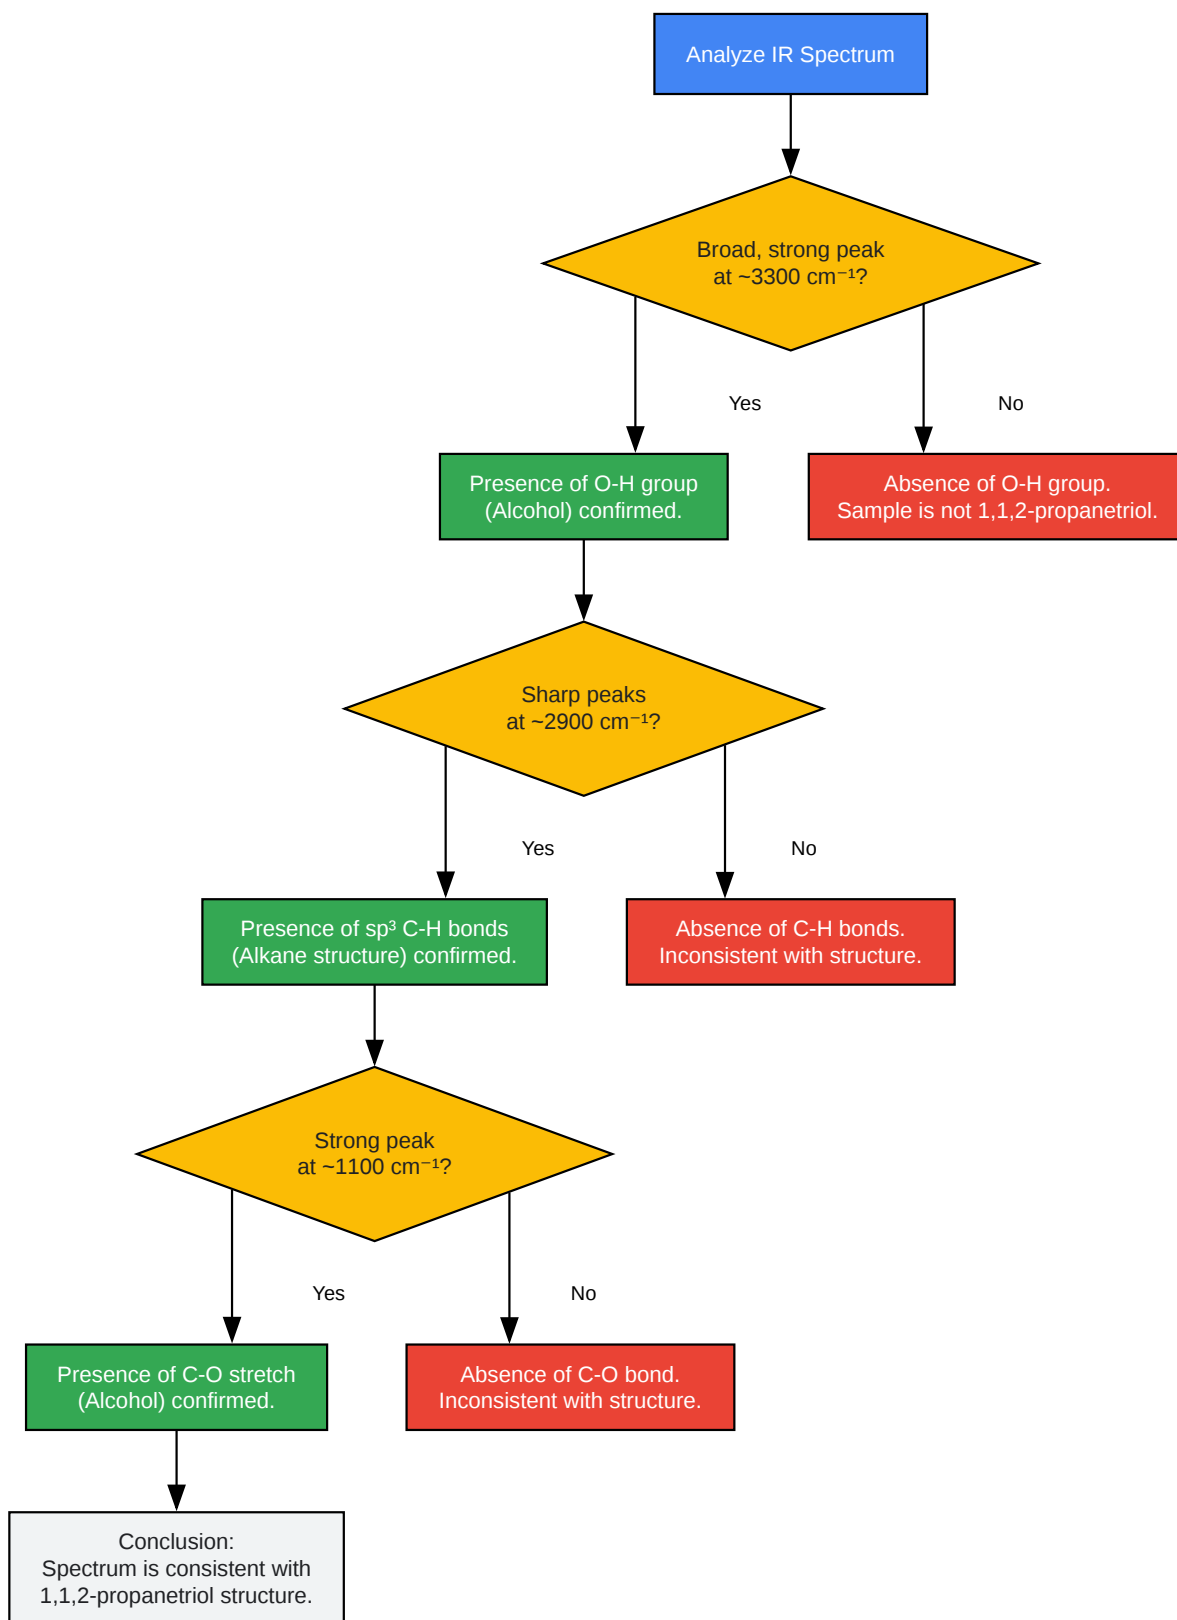 Analyze IR Spectrum
Broad, strong peak
at ~3300 cm⁻¹?
Yes
No
Presence of O-H group
(Alcohol) confirmed.
Absence of O-H group.
Sample is not 1,1,2-propanetriol.
Sharp peaks
at ~2900 cm⁻¹?
Yes
No
Presence of sp³ C-H bonds
(Alkane structure) confirmed.
Absence of C-H bonds.
Inconsistent with structure.
Strong peak
at ~1100 cm⁻¹?
Yes
No
Presence of C-O stretch
(Alcohol) confirmed.
Absence of C-O bond.
Inconsistent with structure.
Conclusion:
Spectrum is consistent with
1,1,2-propanetriol structure.